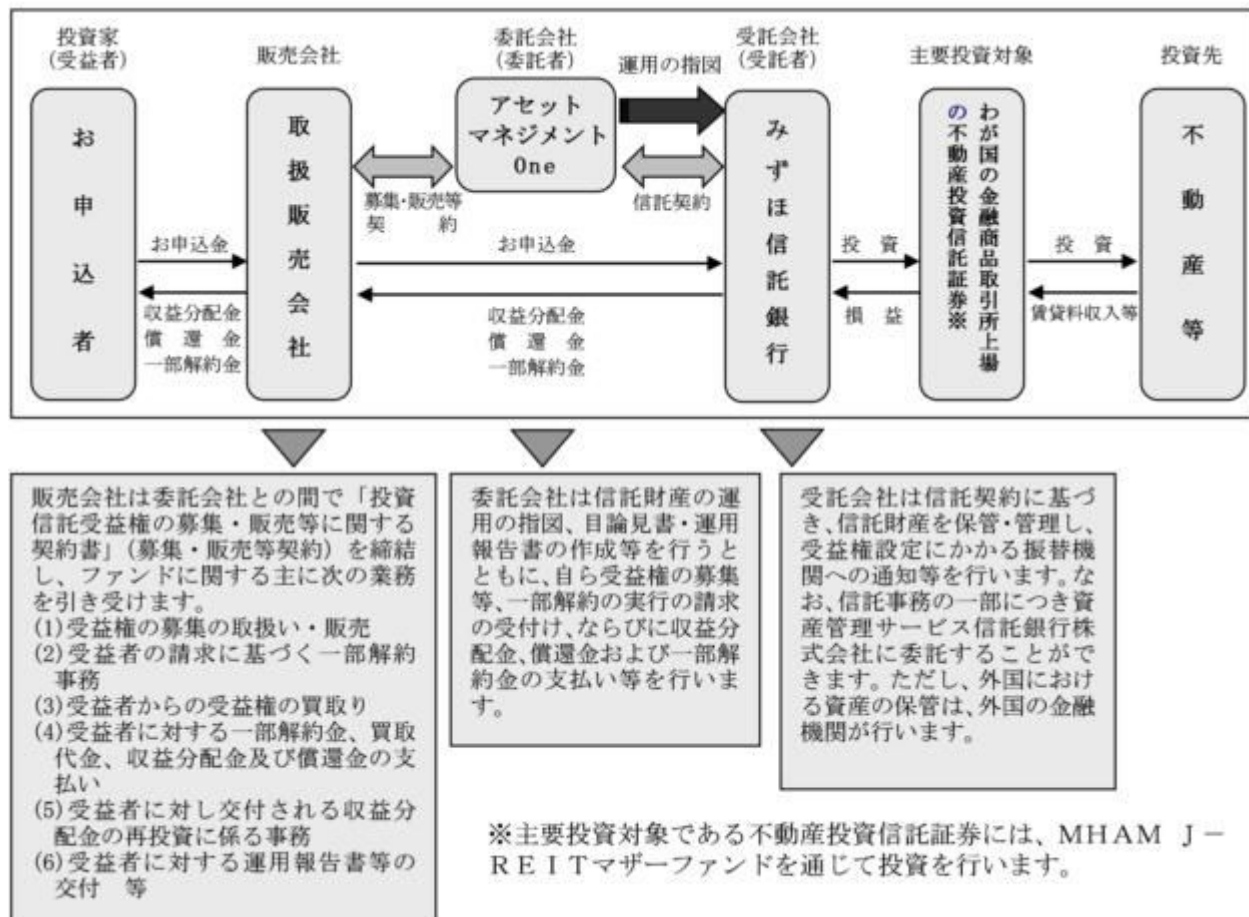 投資家
(受益者)
販売会社
委託会社
(委託者)
運用の指図
受託会社
(受託者)
主要投資対象
投資先
お申込者
取扱販売会社
アセット
マネジメント
One
みずほ信託銀行
わが国の金融商品取引所上場
の不動産投資信託証券※
不動産等
募集・販売等
契 約
信託契約
お申込金
収益分配金
償 還 金
一部解約金
お申込金
収益分配金
償 還 金
一部解約金
投 資
損 益
投 資
賃貸料収入等
販売会社は委託会社との間で「投資
信託受益権の募集・販売等に関する
契約書」(募集・販売等契約)を締結
し、ファンドに関する主に次の業務
を引き受けます。
(1)受益権の募集の取扱い・販売
(2)受益者の請求に基づく一部解約
事務
(3)受益者からの受益権の買取り
(4)受益者に対する一部解約金、買取
代金、収益分配金及び償還金の支
払い
(5)受益者に対し交付される収益分
配金の再投資に係る事務
(6)受益者に対する運用報告書等の
交付 等
委託会社は信託財産の運
用の指図、目論見書・運用
報告書の作成等を行うと
ともに、自ら受益権の募集
等、一部解約の実行の請求
の受付け、ならびに収益分
配金、償還金および一部解
約金の支払い等を行いま
す。
受託会社は信託契約に基づ
き、信託財産を保管・管理し、
受益権設定にかかる振替機
関への通知等を行います。な
お、信託事務の一部につき資
産管理サービス信託銀行株
式会社に委託することがで
きます。ただし、外国におけ
る資産の保管は、外国の金融
機関が行います。
※主要投資対象である不動産投資信託証券には、MHAM J-
REITマザーファンドを通じて投資を行います。